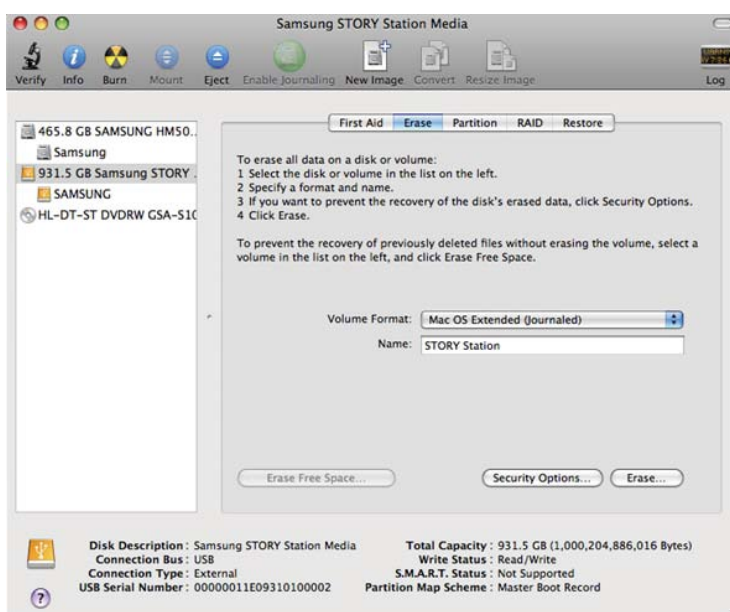 Samsung STORY Station Media
Verify Info Burn Mount Eject Enable Journaling New Image Convert Resize Image Log
465.8 GB SAMSUNG HM50..
Samsung
931.5 GB Samsung STORY .
SAMSUNG
HL-DT-ST DVDRW GSA-S10
First Aid Erase Partition RAID Restore
To erase all data on a disk or volume:
1 Select the disk or volume in the list on the left.
2 Specify a format and name.
3 If you want to prevent the recovery of the disk's erased data, click Security Options.
4 Click Erase.
To prevent the recovery of previously deleted files without erasing the volume, select a
volume in the list on the left, and click Erase Free Space.
Volume Format: Mac OS Extended (Journaled)
Name: STORY Station
Erase Free Space... Security Options... Erase...
Disk Description : Samsung STORY Station Media
Connection Bus : USB
Connection Type : External
USB Serial Number : 00000011E09310100002
Total Capacity : 931.5 GB (1,000,204,886,016 Bytes)
Write Status : Read/Write
S.M.A.R.T. Status : Not Supported
Partition Map Scheme : Master Boot Record